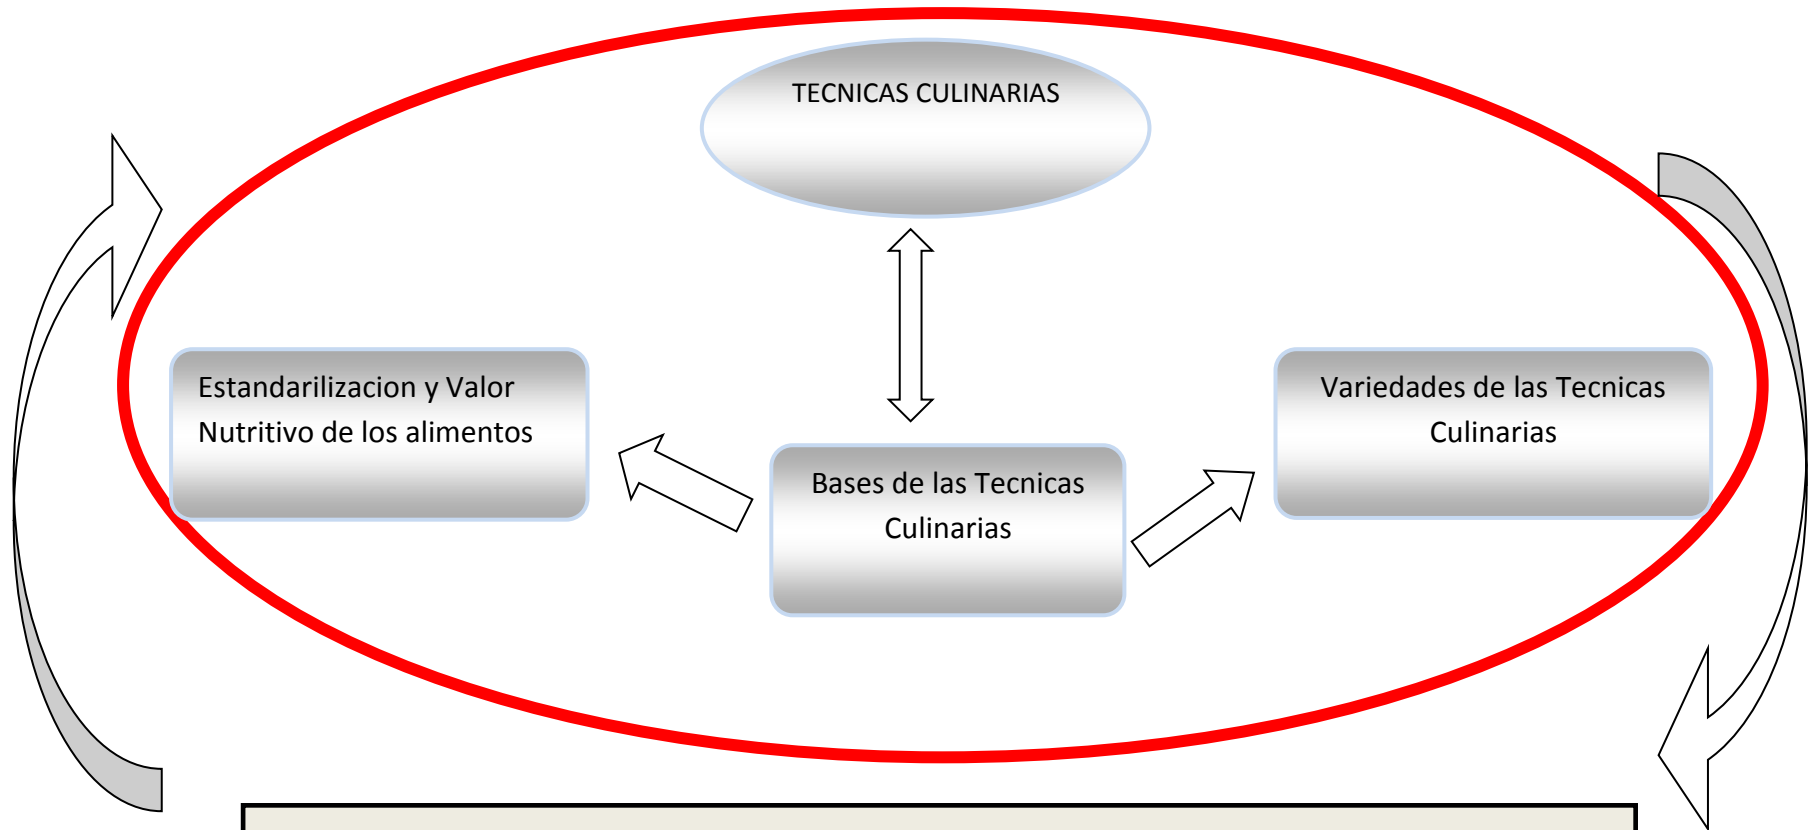 TECNICAS CULINARIAS
Estandarilizacion y Valor
Nutritivo de los alimentos
Bases de las Tecnicas
Culinarias
Variedades de las Tecnicas
Culinarias